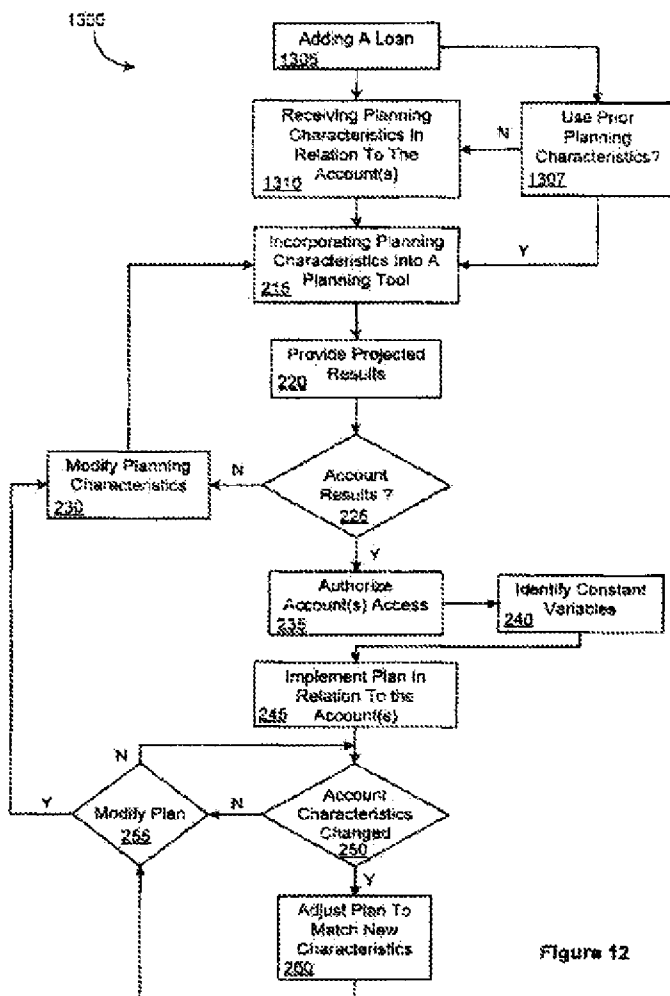 1300
Adding A Loan
1305
Receiving Planning
Characteristics In
Relation To The
Account(s)
1310
N
Use Prior
Planning
Characteristics?
1307
Incorporating Planning
Characteristics Into A
Planning Tool
215
Y
Provide Projected
Results
220
Modify Planning
Characteristics
230
N
Account
Results ?
225
Y
Authorize
Account(s) Access
235
Identify Constant
Variables
240
Implement Plan In
Relation To the
Account(s)
245
N
Y
Modify Plan
255
N
Account
Characteristics
Changed
250
Y
Adjust Plan To
Match New
Characteristics
260
Figure 12